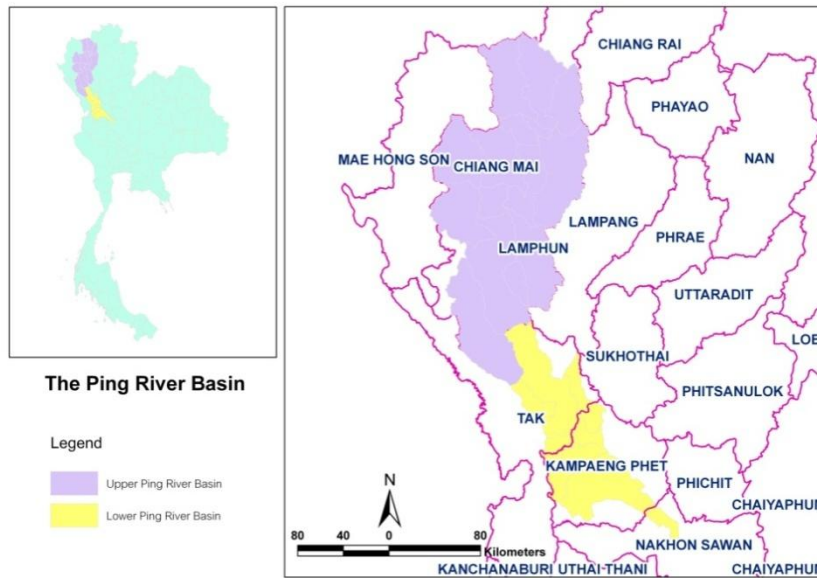 The Ping River Basin
Legend
Upper Ping River Basin
Lower Ping River Basin
CHIANG RAI
PHAYAO
MAE HONG SON
CHIANG MAI
NAN
LAMPANG
PHRAE
LAMPHUN
UTTARADIT
SUKHOTHAI
LOE
PHITSANULOK
TAK
KAMPAENG PHET
PHICHIT
CHAIYAPHUM
N
80 40 0 80
Kilometers
NAKHON SAWAN
KANCHANABURI
UTHAI THANI
CHAIYAPHUM